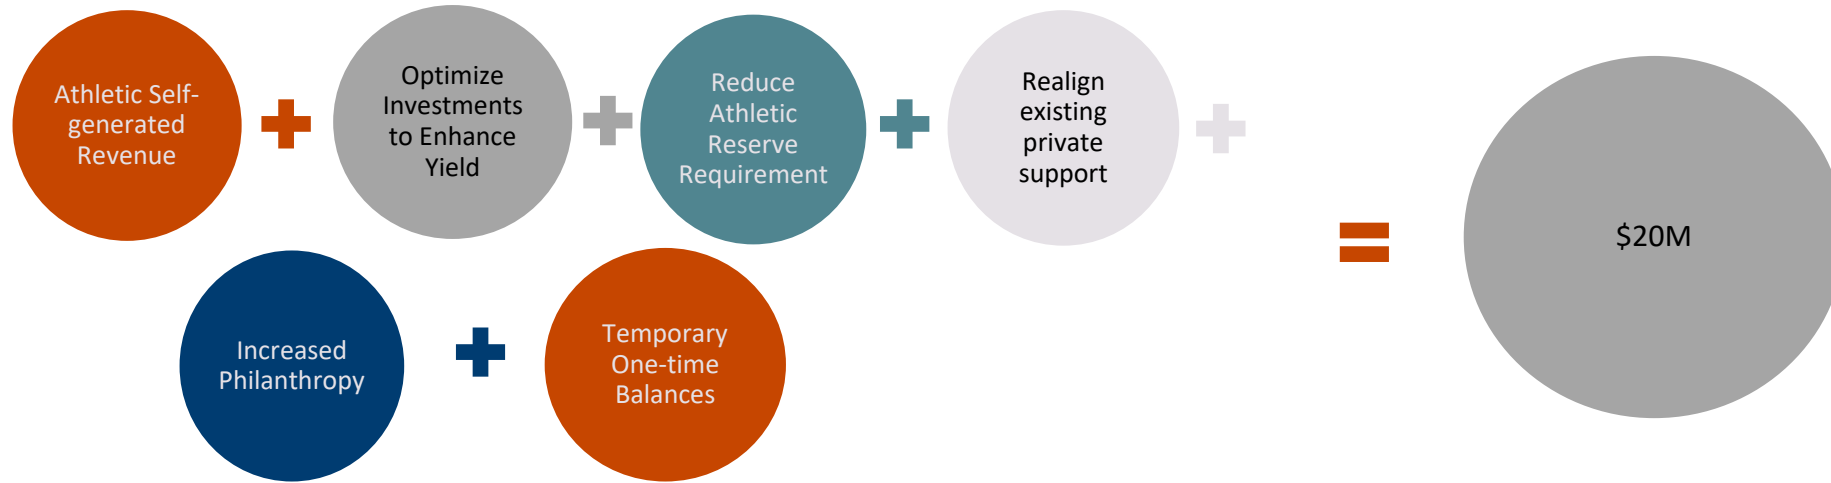 Athletic Self-
generated
Revenue
Optimize
Investments
to Enhance
Yield
Reduce
Athletic
Reserve
Requirement
Realign
existing
private
support
Increased
Philanthropy
Temporary
One-time
Balances
$20M